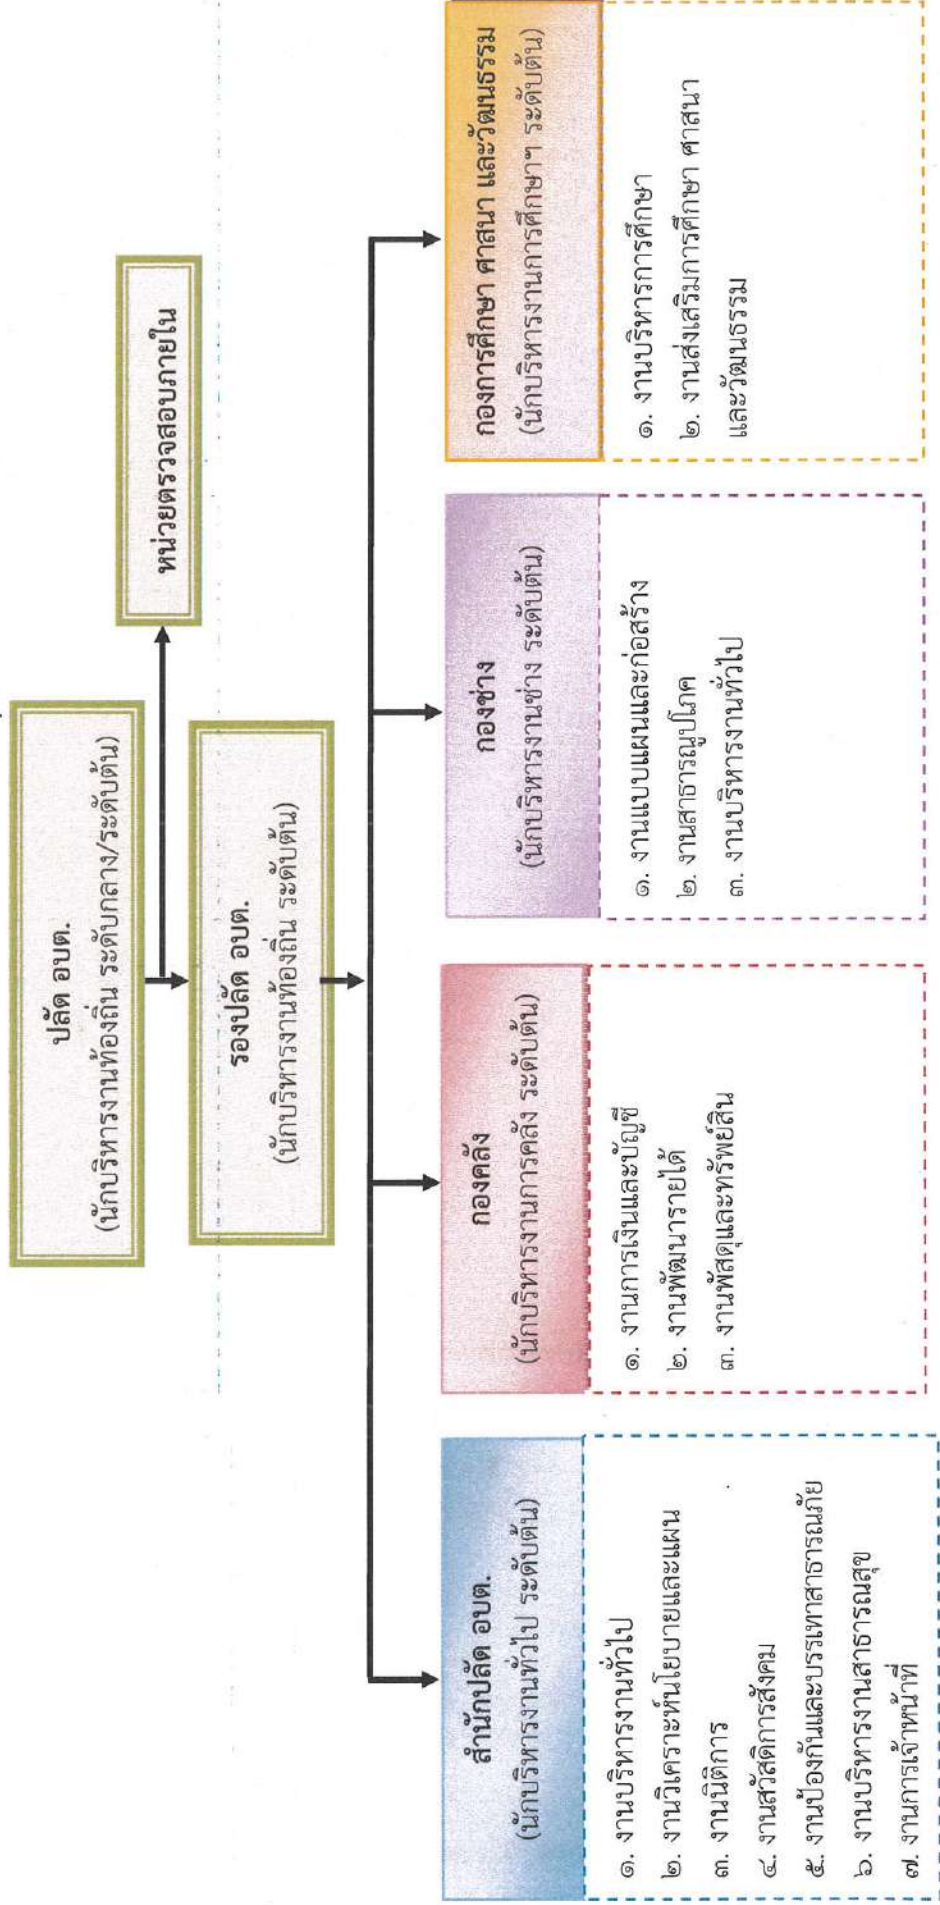 ปลัด อบต.
(นักบริหารงานท้องถิ่น ระดับกลาง/ระดับต้น)
หน่วยตรวจสอบภายใน
รองปลัด อบต.
(นักบริหารงานท้องถิ่น ระดับต้น)
สำนักปลัด อบต.
(นักบริหารงานทั่วไป ระดับต้น)
๑. งานบริหารงานทั่วไป
๒. งานวิเคราะห์นโยบายและแผน
๓. งานนิติการ
๔. งานสวัสดิการสังคม
๕. งานป้องกันและบรรเทาสาธารณภัย
๖. งานบริหารงานสาธารณสุข
๗. งานการเจ้าหน้าที่
กองคลัง
(นักบริหารงานการคลัง ระดับต้น)
๑. งานการเงินและบัญชี
๒. งานพัฒนารายได้
๓. งานพัสดุและทรัพย์สิน
กองช่าง
(นักบริหารงานช่าง ระดับต้น)
๑. งานแบบแผนและก่อสร้าง
๒. งานสาธารณูปโภค
๓. งานบริหารงานทั่วไป
กองการศึกษา ศาสนา และวัฒนธรรม
(นักบริหารงานการศึกษาฯ ระดับต้น)
๑. งานบริหารการศึกษา
๒. งานส่งเสริมการศึกษา ศาสนา
และวัฒนธรรม